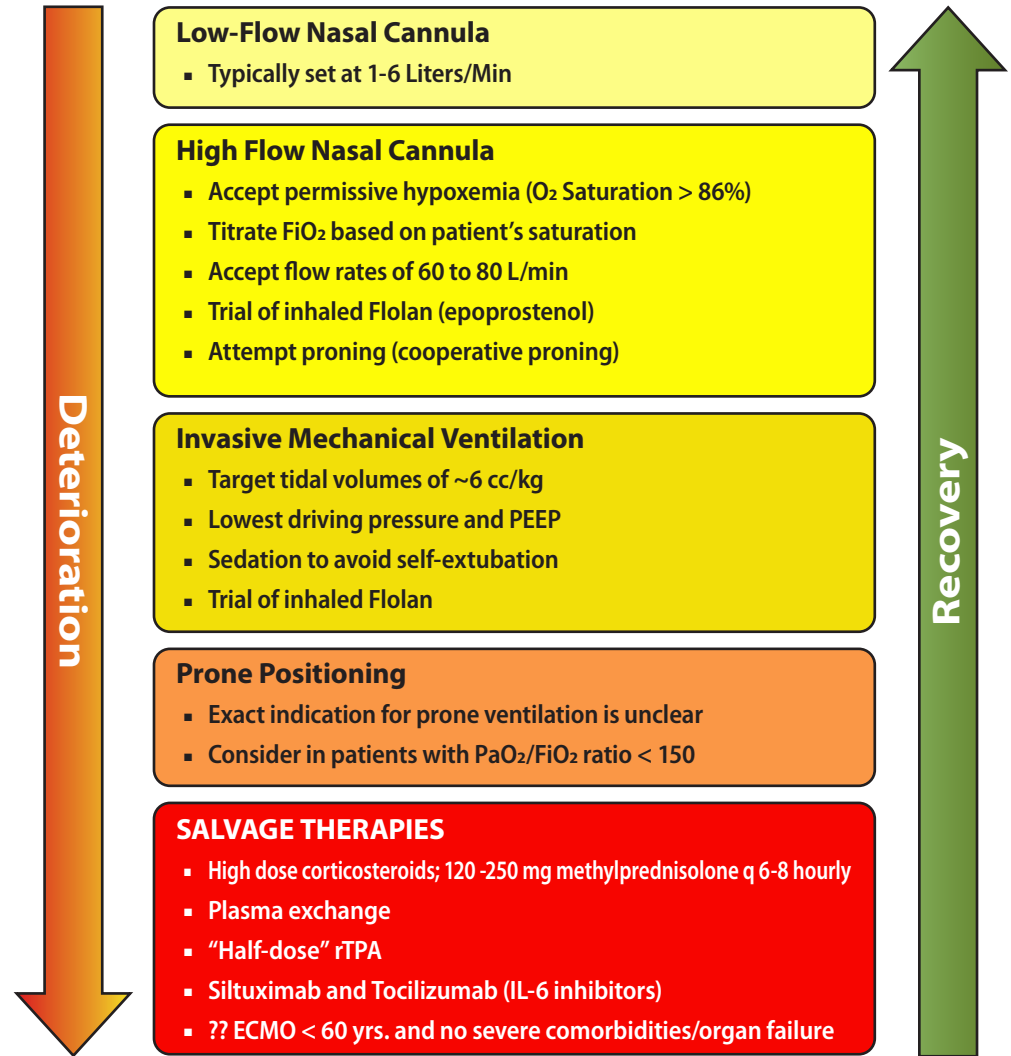 Low-Flow Nasal Cannula
▪ Typically set at 1-6 Liters/Min
High Flow Nasal Cannula
▪ Accept permissive hypoxemia (O₂ Saturation > 86%)
▪ Titrate FiO₂ based on patient’s saturation
▪ Accept flow rates of 60 to 80 L/min
▪ Trial of inhaled Flolan (epoprostenol)
▪ Attempt proning (cooperative proning)
Invasive Mechanical Ventilation
▪ Target tidal volumes of ~6 cc/kg
▪ Lowest driving pressure and PEEP
▪ Sedation to avoid self-extubation
▪ Trial of inhaled Flolan
Prone Positioning
▪ Exact indication for prone ventilation is unclear
▪ Consider in patients with PaO₂/FiO₂ ratio < 150
SALVAGE THERAPIES
▪ High dose corticosteroids; 120 -250 mg methylprednisolone q 6-8 hourly
▪ Plasma exchange
▪ “Half-dose” rTPA
▪ Siltuximab and Tocilizumab (IL-6 inhibitors)
▪ ?? ECMO < 60 yrs. and no severe comorbidities/organ failure
Deterioration
Recovery